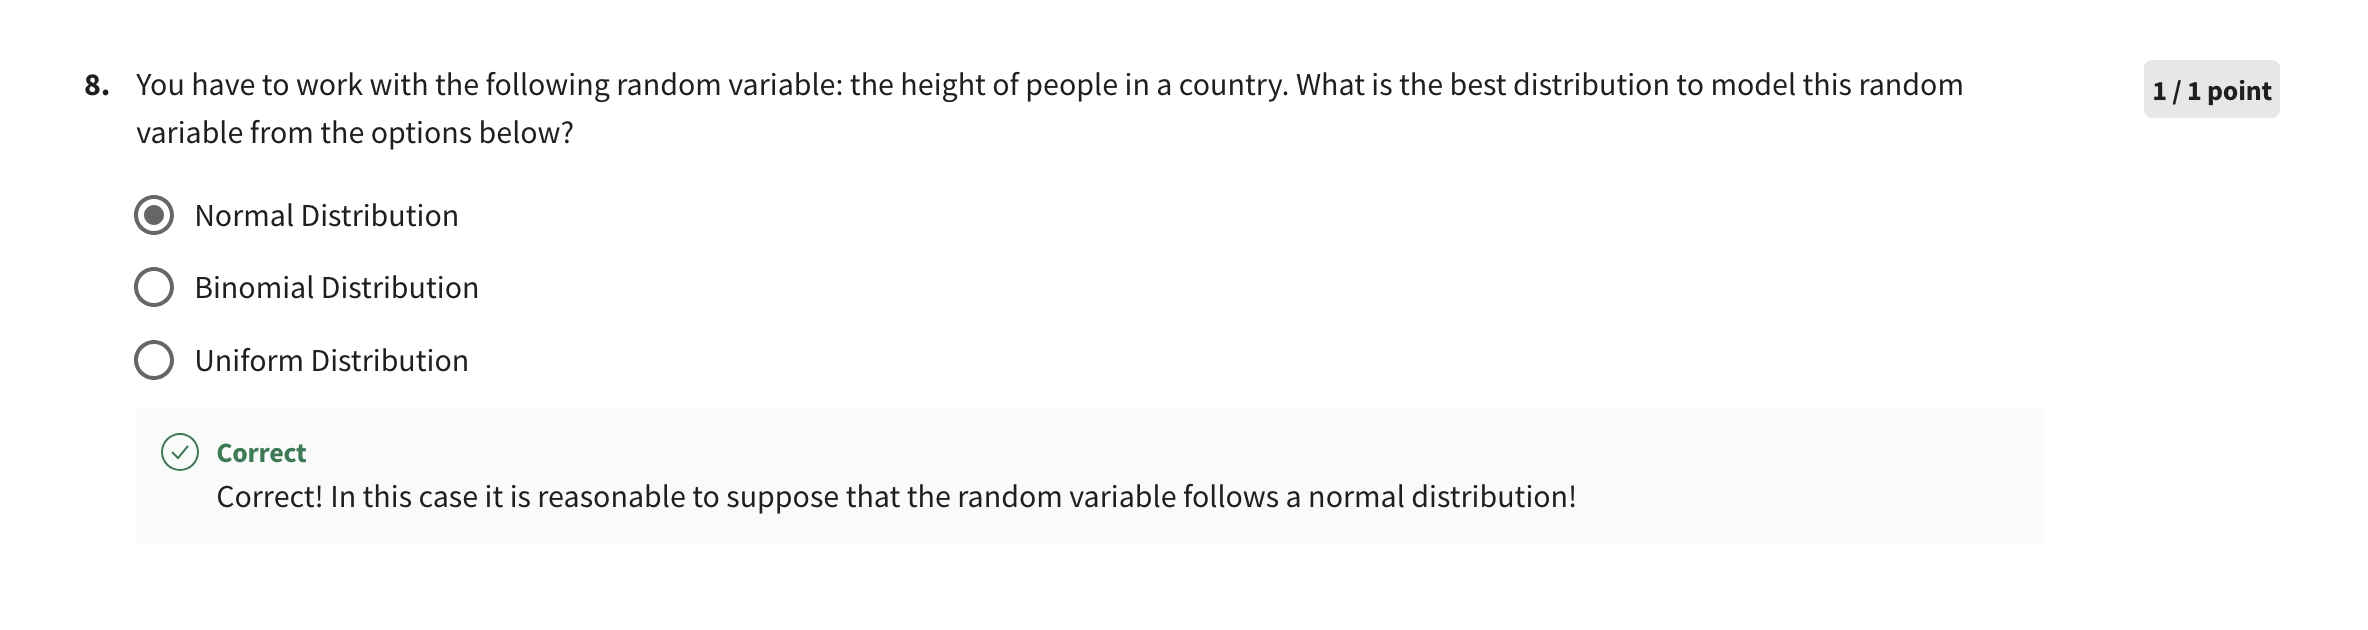 8. You have to work with the following random variable: the height of people in a country. What is the best distribution to model this random
1 / 1 point
variable from the options below?
Normal Distribution
Binomial Distribution
Uniform Distribution
Correct
Correct! In this case it is reasonable to suppose that the random variable follows a normal distribution!